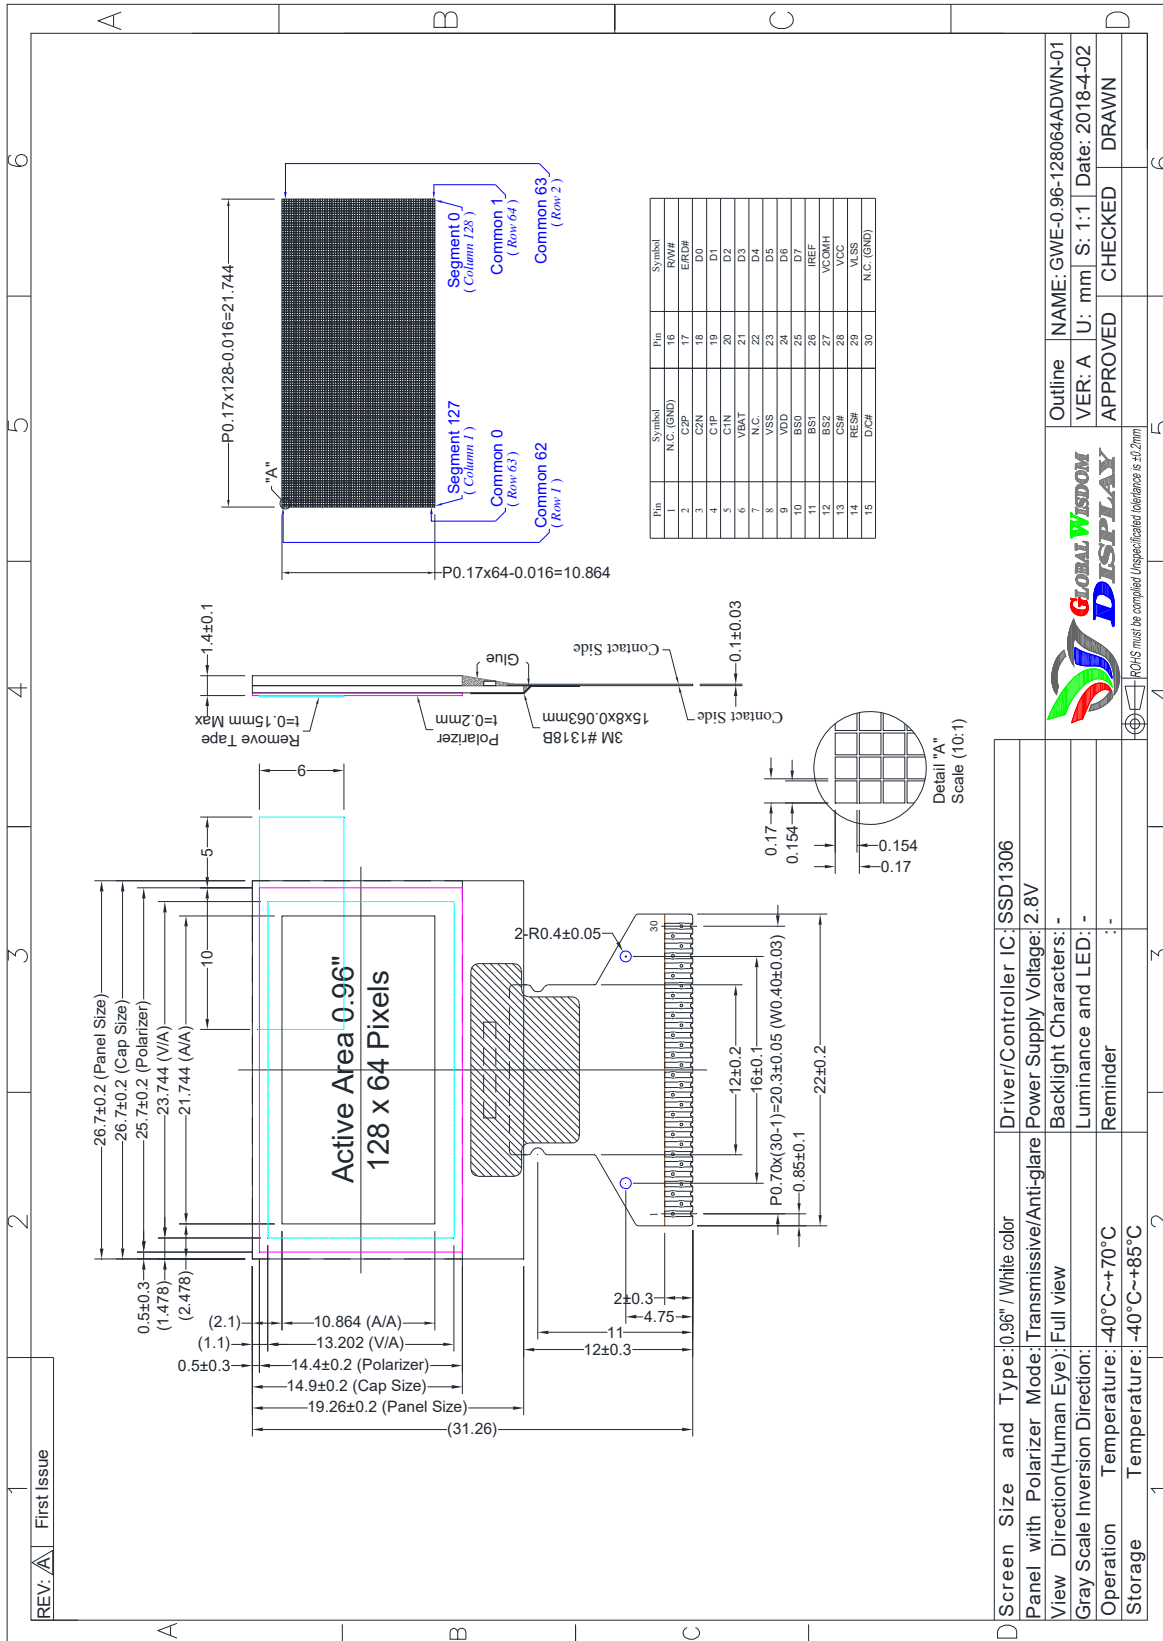 REV: A First Issue
1 2 3 4 5 6
A B C D
26.7±0.2 (Panel Size)
26.7±0.2 (Cap Size)
25.7±0.2 (Polarizer)
23.744 (V/A)
21.744 (A/A)
0.5±0.3
(1.478)
(2.478)
10
5
6
Active Area 0.96"
128 x 64 Pixels
(2.1)
(1.1)
0.5±0.3
10.864 (A/A)
13.202 (V/A)
14.4±0.2 (Polarizer)
14.9±0.2 (Cap Size)
19.26±0.2 (Panel Size)
(31.26)
2±0.3
4.75
11
12±0.3
2-R0.4±0.05
1
30
12±0.2
16±0.1
P0.70x(30-1)=20.3±0.05 (W0.40±0.03)
0.85±0.1
22±0.2
1.4±0.1
Remove Tape
t=0.15mm Max
Polarizer
t=0.2mm
3M #1318B
15x8x0.063mm
Glue
Contact Side
Contact Side
0.1±0.03
0.17
0.154
0.154
0.17
Detail "A"
Scale (10:1)
P0.17x128-0.016=21.744
"A"
P0.17x64-0.016=10.864
Segment 127
( Column 1 )
Common 0
( Row 63 )
Common 62
( Row 1 )
Segment 0
( Column 128 )
Common 1
( Row 64 )
Common 63
( Row 2 )
Pin Symbol Pin Symbol
1 N.C. (GND) 16 R/W#
2 C2P 17 E/RD#
3 C2N 18 D0
4 C1P 19 D1
5 C1N 20 D2
6 VBAT 21 D3
7 N.C. 22 D4
8 VSS 23 D5
9 VDD 24 D6
10 BS0 25 D7
11 BS1 26 IREF
12 BS2 27 VCOMH
13 CS# 28 VCC
14 RES# 29 VLSS
15 D/C# 30 N.C. (GND)
Screen Size and Type: 0.96" / White color
Panel with Polarizer Mode: Transmissive/Anti-glare
View Direction(Human Eye): Full view
Gray Scale Inversion Direction:
Operation Temperature: -40°C~+70°C
Storage Temperature: -40°C~+85°C
Driver/Controller IC: SSD1306
Power Supply Voltage: 2.8V
Backlight Characters: -
Luminance and LED: -
Reminder : -
GLOBAL WISDOM
DISPLAY
ROHS must be complied Unspecificated tolerlance is ±0.2mm
Outline NAME: GWE-0.96-128064ADWN-01
VER: A U: mm S: 1:1 Date: 2018-4-02
APPROVED CHECKED DRAWN
1 2 3 4 5 6
A B C D